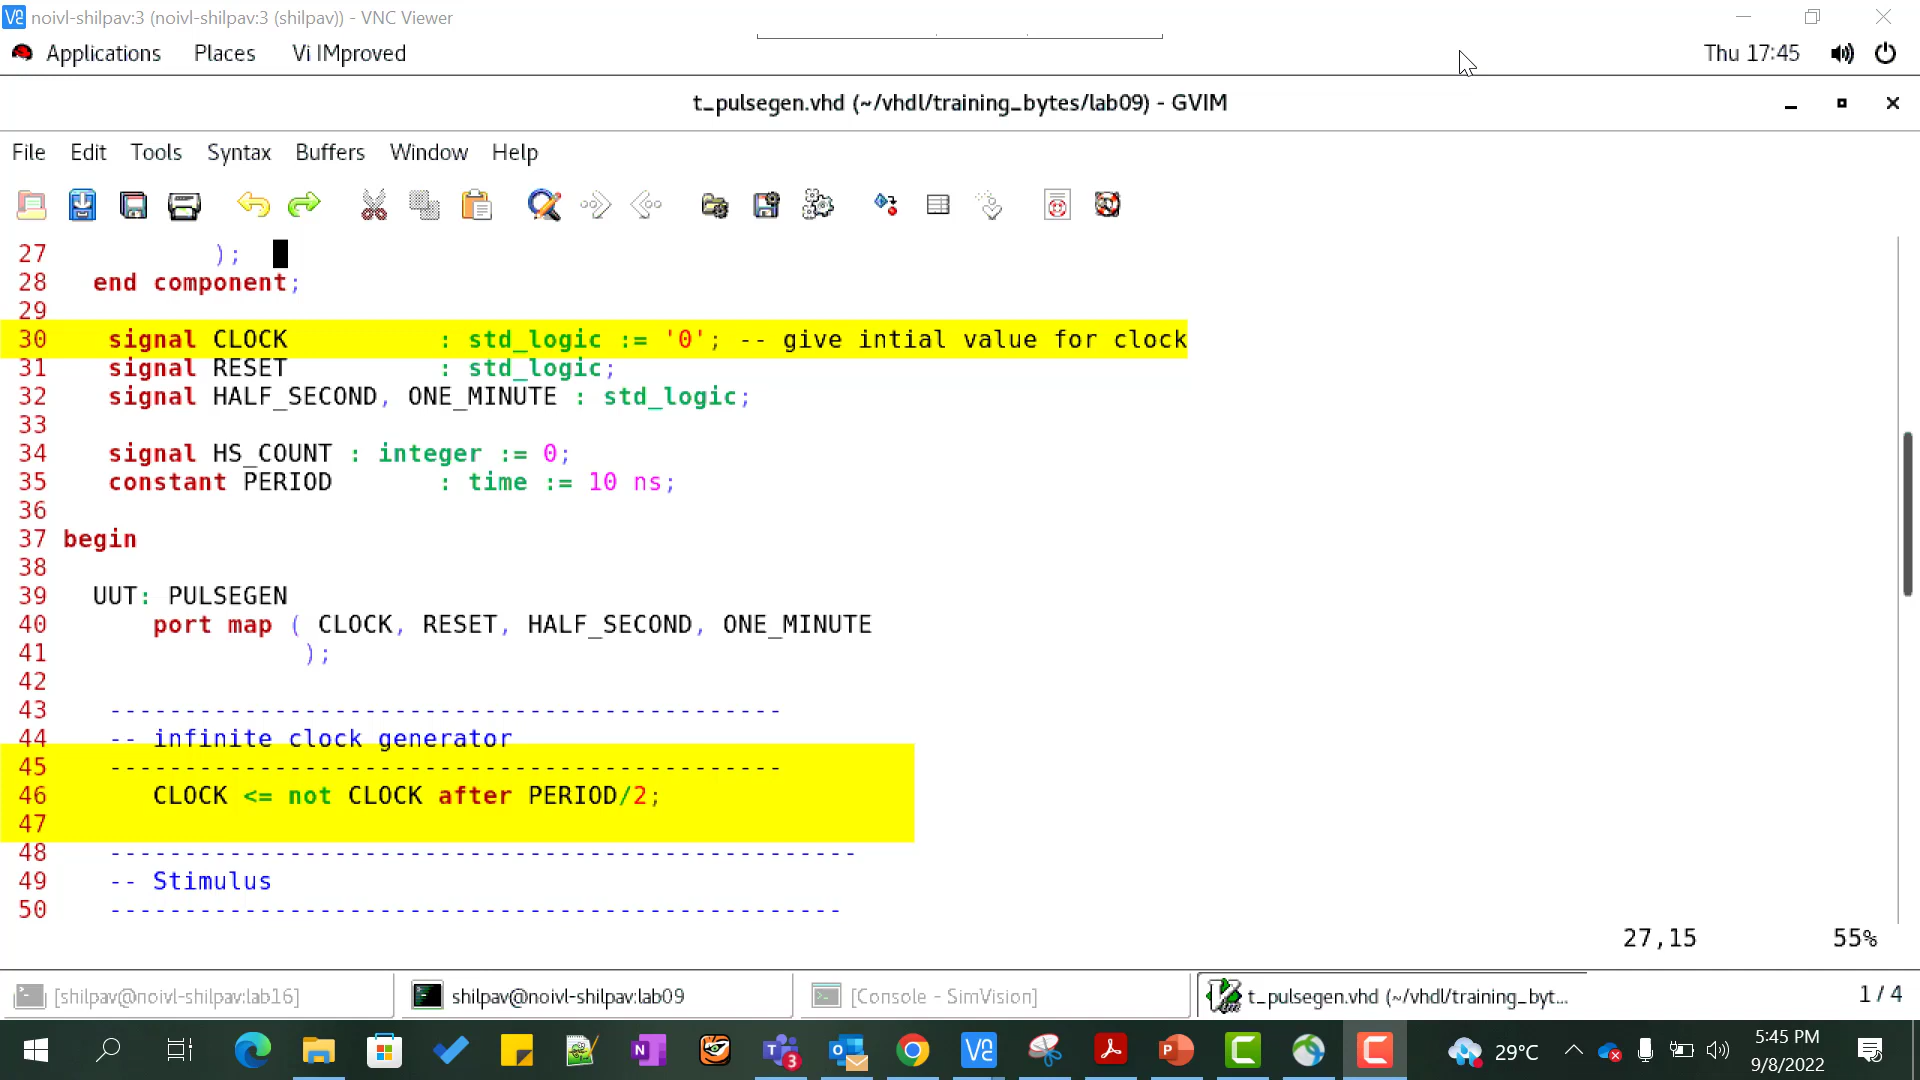 noivl-shilpav:3 (noivl-shilpav:3 (shilpav)) - VNC Viewer
Applications Places Vi IMproved Thu 17:45
t_pulsegen.vhd (~/vhdl/training_bytes/lab09) - GVIM
File Edit Tools Syntax Buffers Window Help
27 );
28 end component;
29
30 signal CLOCK : std_logic := '0'; -- give intial value for clock
31 signal RESET : std_logic;
32 signal HALF_SECOND, ONE_MINUTE : std_logic;
33
34 signal HS_COUNT : integer := 0;
35 constant PERIOD : time := 10 ns;
36
37 begin
38
39 UUT: PULSEGEN
40 port map ( CLOCK, RESET, HALF_SECOND, ONE_MINUTE
41 );
42
43 ---------------------------------------------
44 -- infinite clock generator
45 ---------------------------------------------
46 CLOCK <= not CLOCK after PERIOD/2;
47
48 --------------------------------------------------
49 -- Stimulus
50 -------------------------------------------------
27,15 55%
[shilpav@noivl-shilpav:lab16] shilpav@noivl-shilpav:lab09 [Console - SimVision] t_pulsegen.vhd (~/vhdl/training_byt... 1 / 4
29°C 5:45 PM
9/8/2022